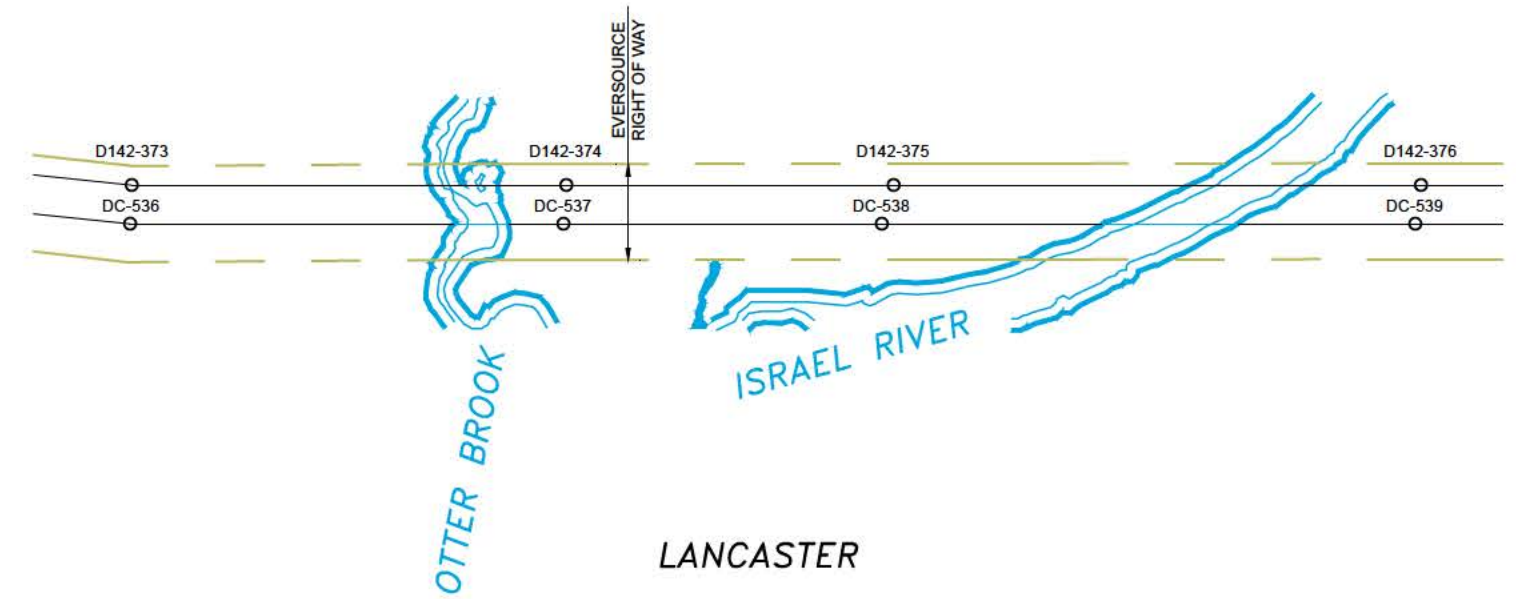 EVERSOURCE
RIGHT OF WAY
D142-373
D142-374
D142-375
D142-376
DC-536
DC-537
DC-538
DC-539
ISRAEL RIVER
OTTER BROOK
LANCASTER